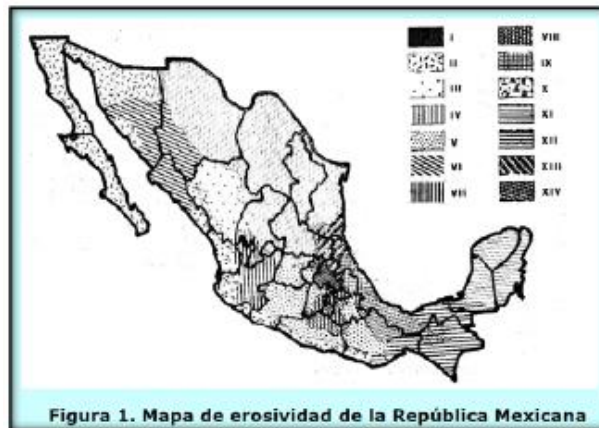 I
II
III
IV
V
VI
VII
VIII
IX
X
XI
XII
XIII
XIV
Figura 1. Mapa de erosividad de la República Mexicana